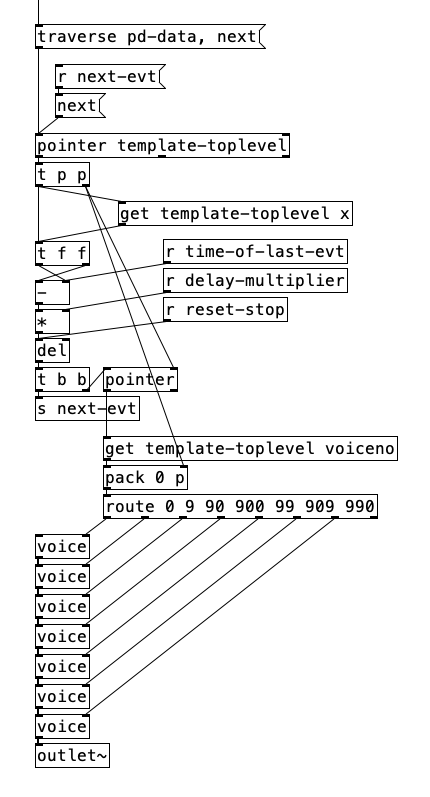 traverse pd-data, next
r next-evt
next
pointer template-toplevel
t p p
get template-toplevel x
t f f
r time-of-last-evt
-
r delay-multiplier
*
r reset-stop
del
t b b
pointer
s next-evt
get template-toplevel voiceno
pack 0 p
route 0 9 90 900 99 909 990
voice
voice
voice
voice
voice
voice
voice
outlet~